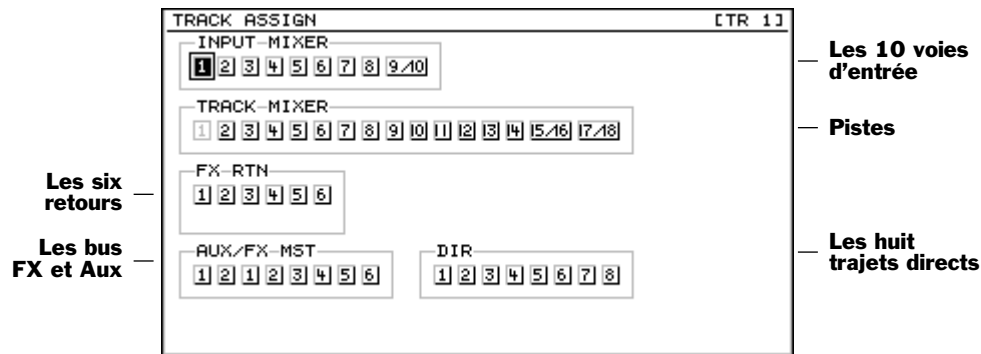 TRACK ASSIGN [TR 1]
INPUT-MIXER
1 2 3 4 5 6 7 8 9/10
Les 10 voies
d'entrée
TRACK-MIXER
1 2 3 4 5 6 7 8 9 10 11 12 13 14 15/16 17/18
Pistes
FX-RTN
1 2 3 4 5 6
Les six
retours
AUX/FX-MST
1 2 1 2 3 4 5 6
Les bus
FX et Aux
DIR
1 2 3 4 5 6 7 8
Les huit
trajets directs